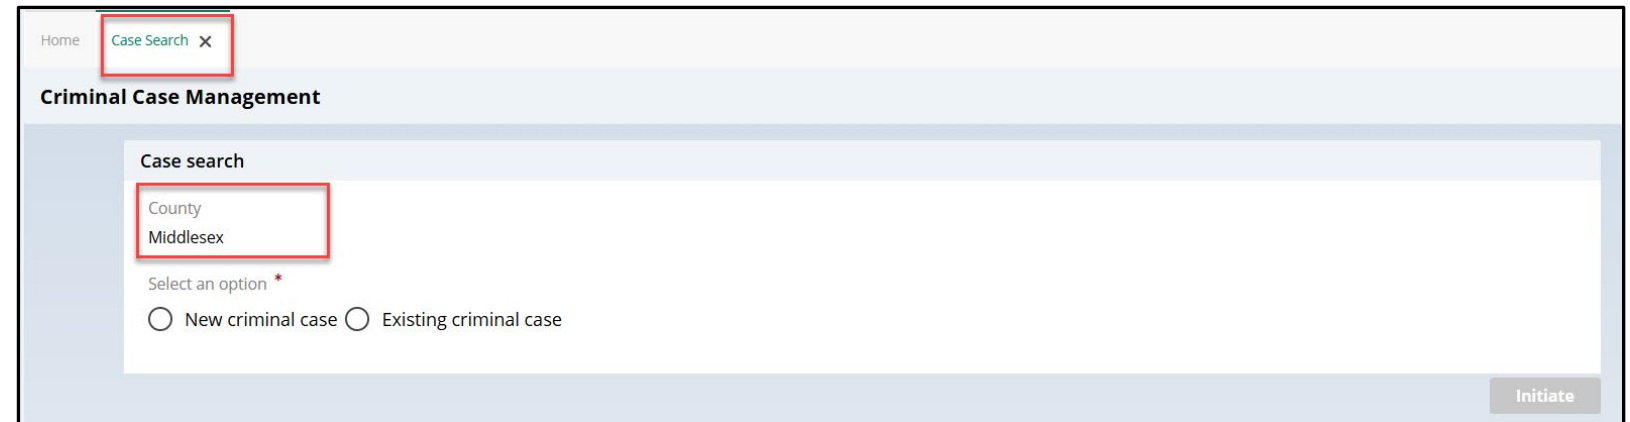 Home Case Search
Criminal Case Management
Case search
County
Middlesex
Select an option *
New criminal case Existing criminal case
Initiate